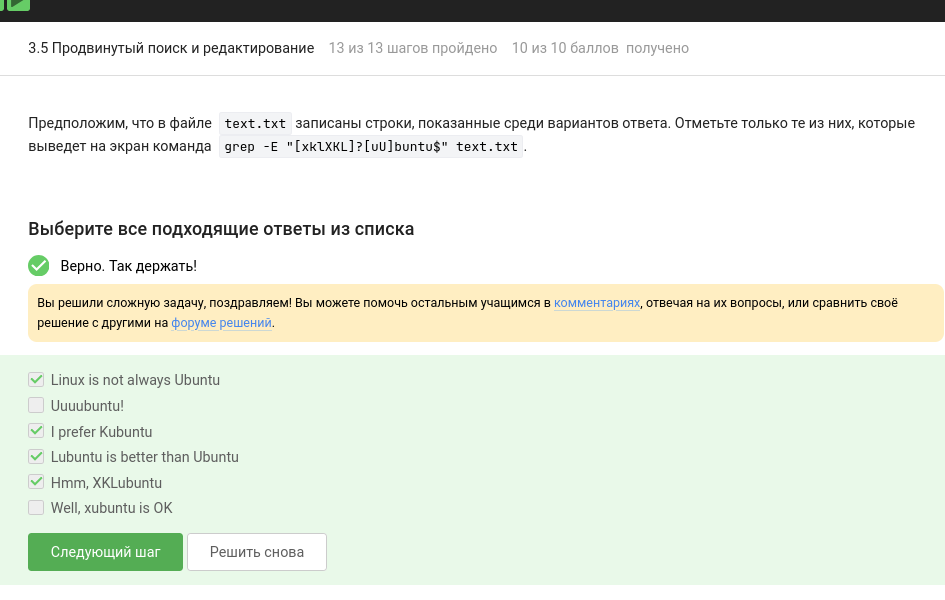 3.5 Продвинутый поиск и редактирование 13 из 13 шагов пройдено 10 из 10 баллов получено
Предположим, что в файле text.txt записаны строки, показанные среди вариантов ответа. Отметьте только те из них, которые
выведет на экран команда grep -E "[xklXKL]?[uU]buntu$" text.txt.
Выберите все подходящие ответы из списка
Верно. Так держать!
Вы решили сложную задачу, поздравляем! Вы можете помочь остальным учащимся в комментариях, отвечая на их вопросы, или сравнить своё
решение с другими на форуме решений.
Linux is not always Ubuntu
Uuuubuntu!
I prefer Kubuntu
Lubuntu is better than Ubuntu
Hmm, XKLubuntu
Well, xubuntu is OK
Следующий шаг Решить снова